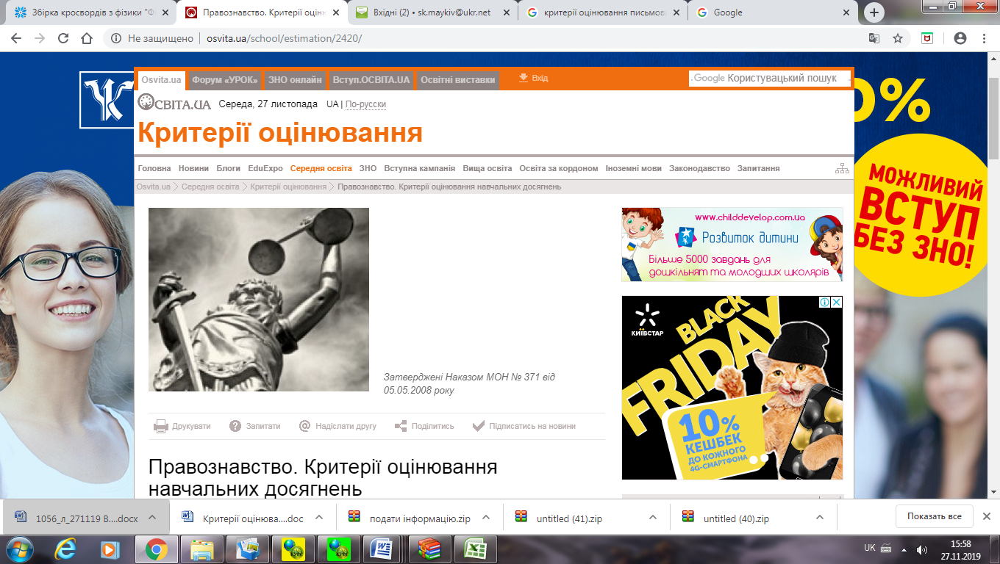 Збірка кросвордів з фізики "Ф
Правознавство. Критерії оцін
Вхідні (2) • sk.maykiv@ukr.net
критерії оцінювання письмов
Google
Не защищено | osvita.ua/school/estimation/2420/
Osvita.ua Форум «УРОК» ЗНО онлайн Вступ.ОСВІТА.UA Освітні виставки Вхід Google Користувацький пошук
ОСВІТА.UA Середа, 27 листопада UA | По-русски
Критерії оцінювання
Головна Новини Блоги EduExpo Середня освіта ЗНО Вступна кампанія Вища освіта Освіта за кордоном Іноземні мови Законодавство Запитання
Osvita.ua Середня освіта Критерії оцінювання Правознавство. Критерії оцінювання навчальних досягнень
0%
МОЖЛИВИЙ
ВСТУП
БЕЗ ЗНО!
www.childdevelop.com.ua
Розвиток дитини
Більше 5000 завдань для
дошкільнят та молодших школярів
КИЇВСТАР
BLACK
FRIDAY
10%
КЕШБЕК
ДО КОЖНОГО
4G-СМАРТФОНА
Затверджені Наказом МОН № 371 від
05.05.2008 року
Друкувати Запитати Надіслати другу Поділитись Підписатись на новини
Правознавство. Критерії оцінювання
навчальних досягнень
1056_л_271119 В....docx
Критерії оцінюва....doc
подати інформацію.zip
untitled (41).zip
untitled (40).zip
Показать все
UK
15:58
27.11.2019